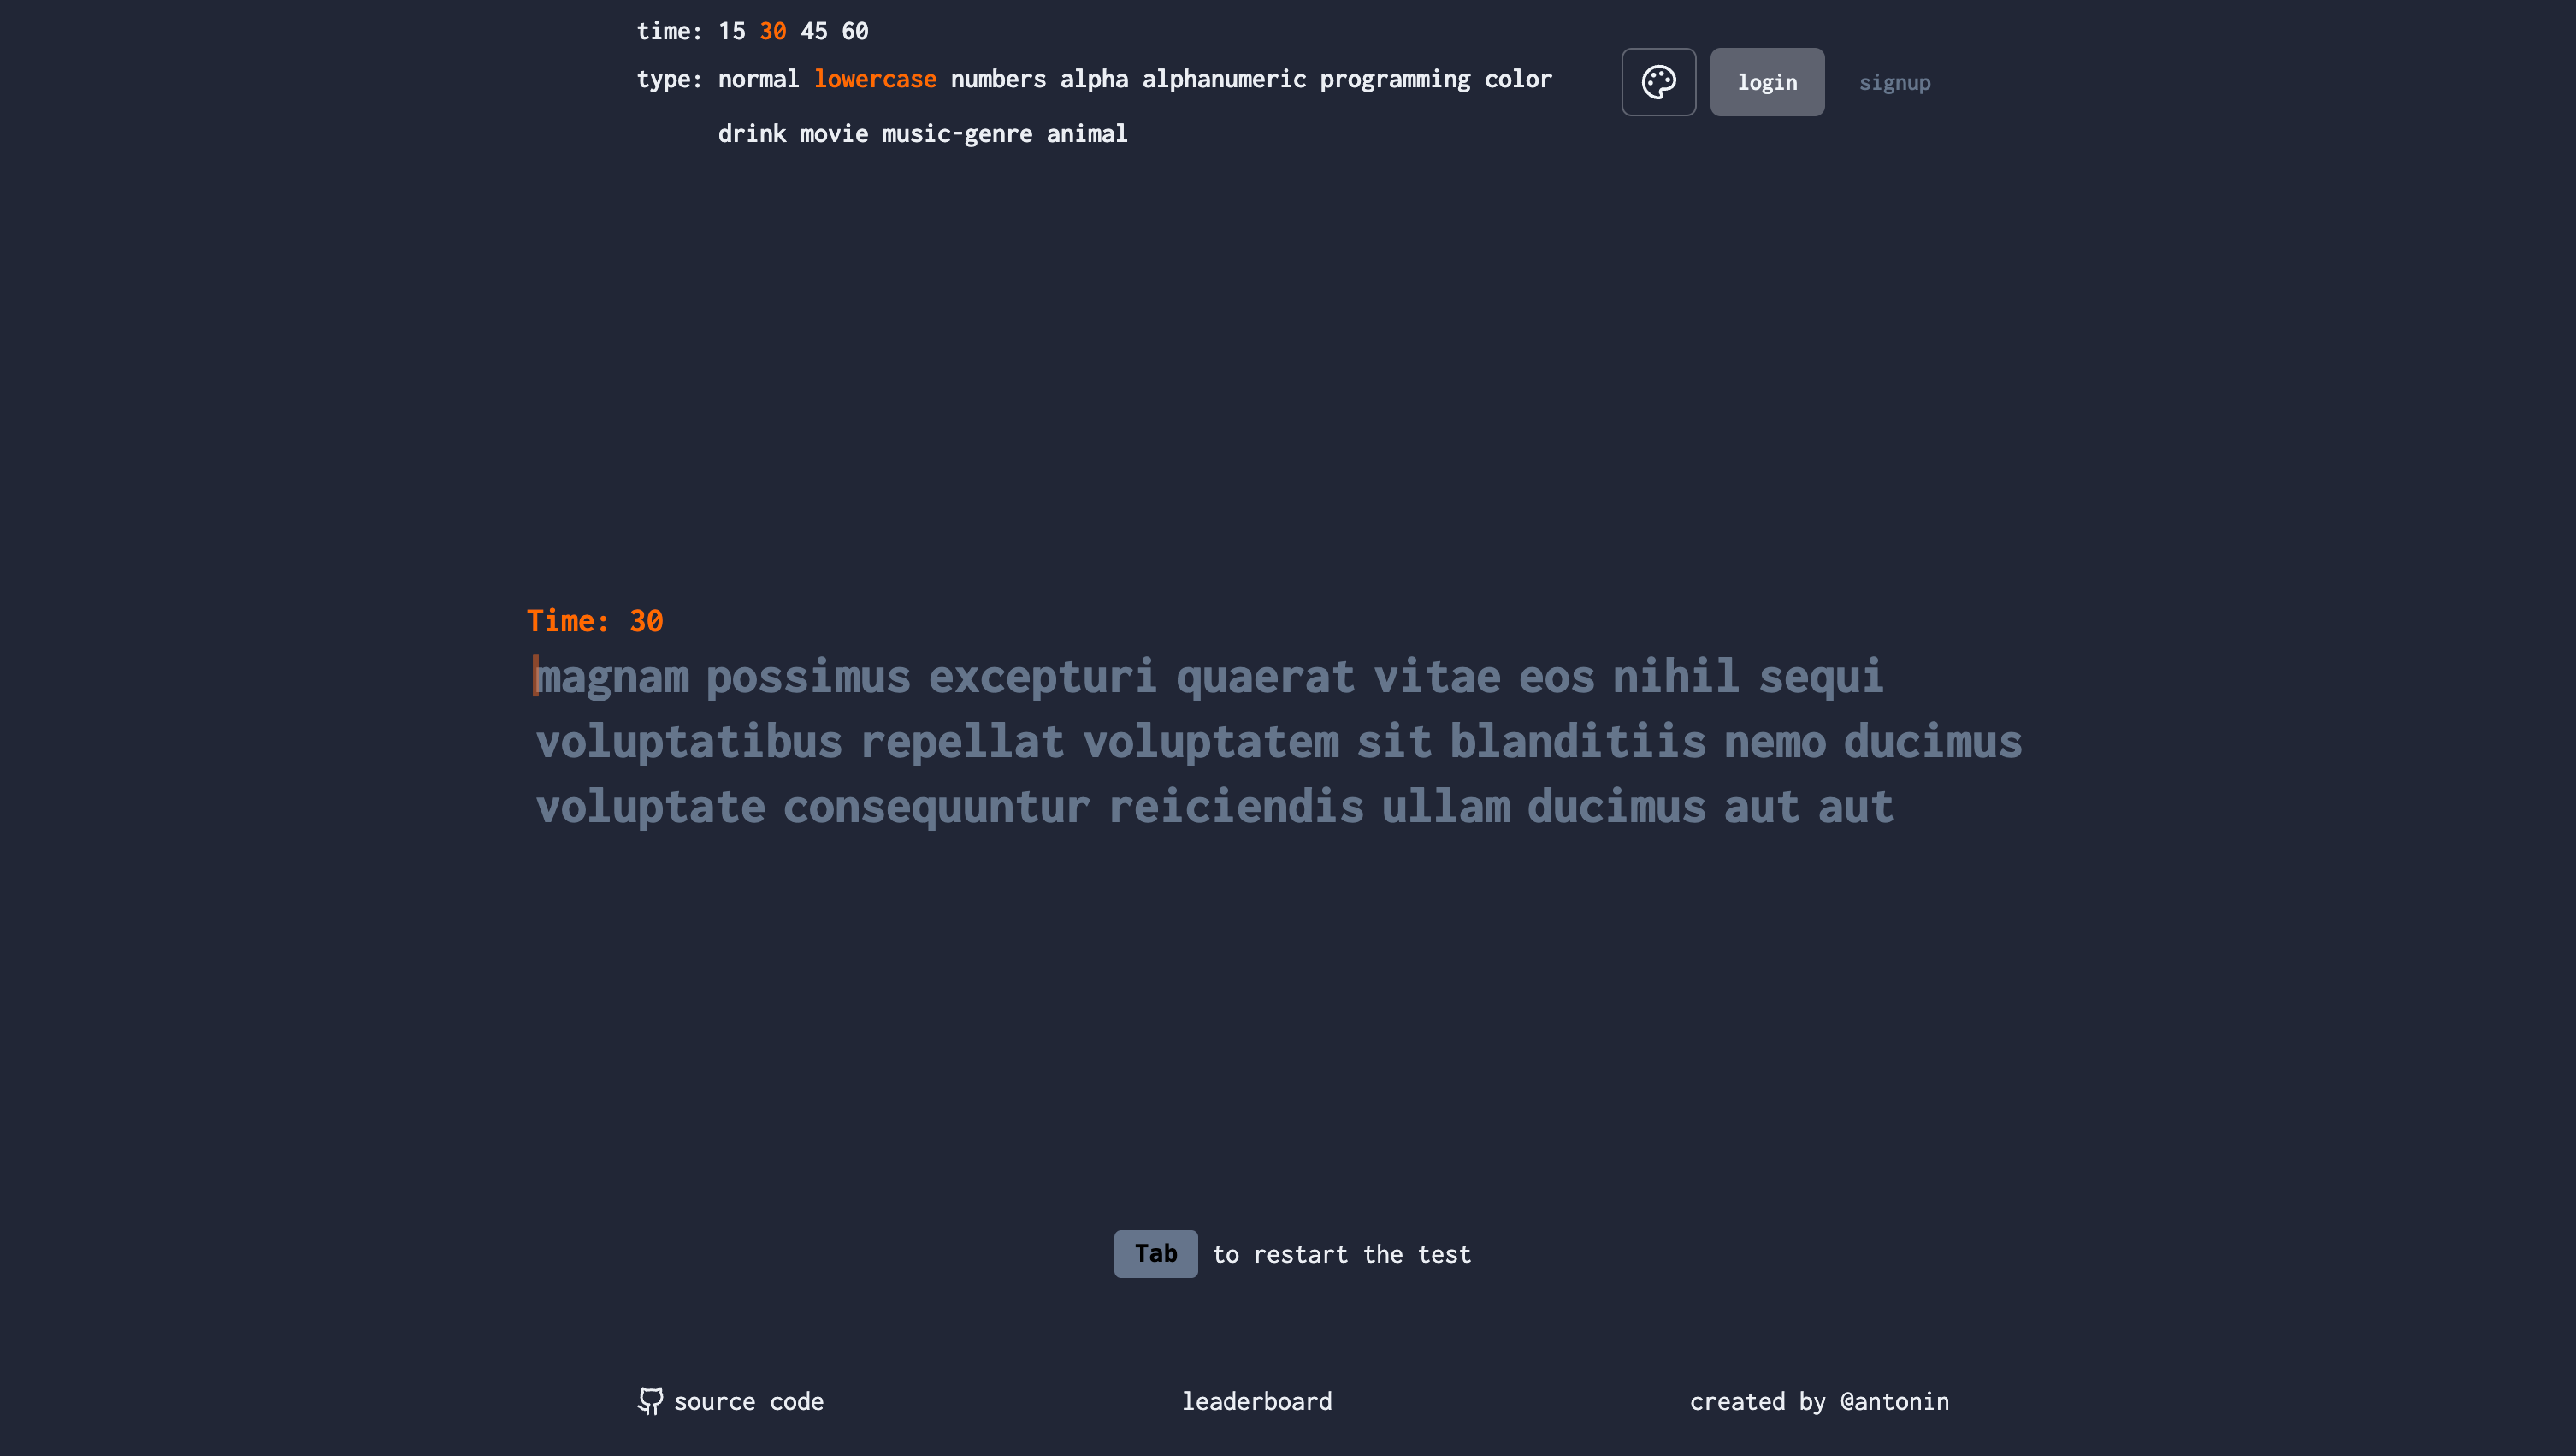 time: 15 30 45 60
type: normal lowercase numbers alpha alphanumeric programming color
drink movie music-genre animal
login
signup
Time: 30
magnam possimus excepturi quaerat vitae eos nihil sequi
voluptatibus repellat voluptatem sit blanditiis nemo ducimus
voluptate consequuntur reiciendis ullam ducimus aut aut
Tab to restart the test
source code
leaderboard
created by @antonin